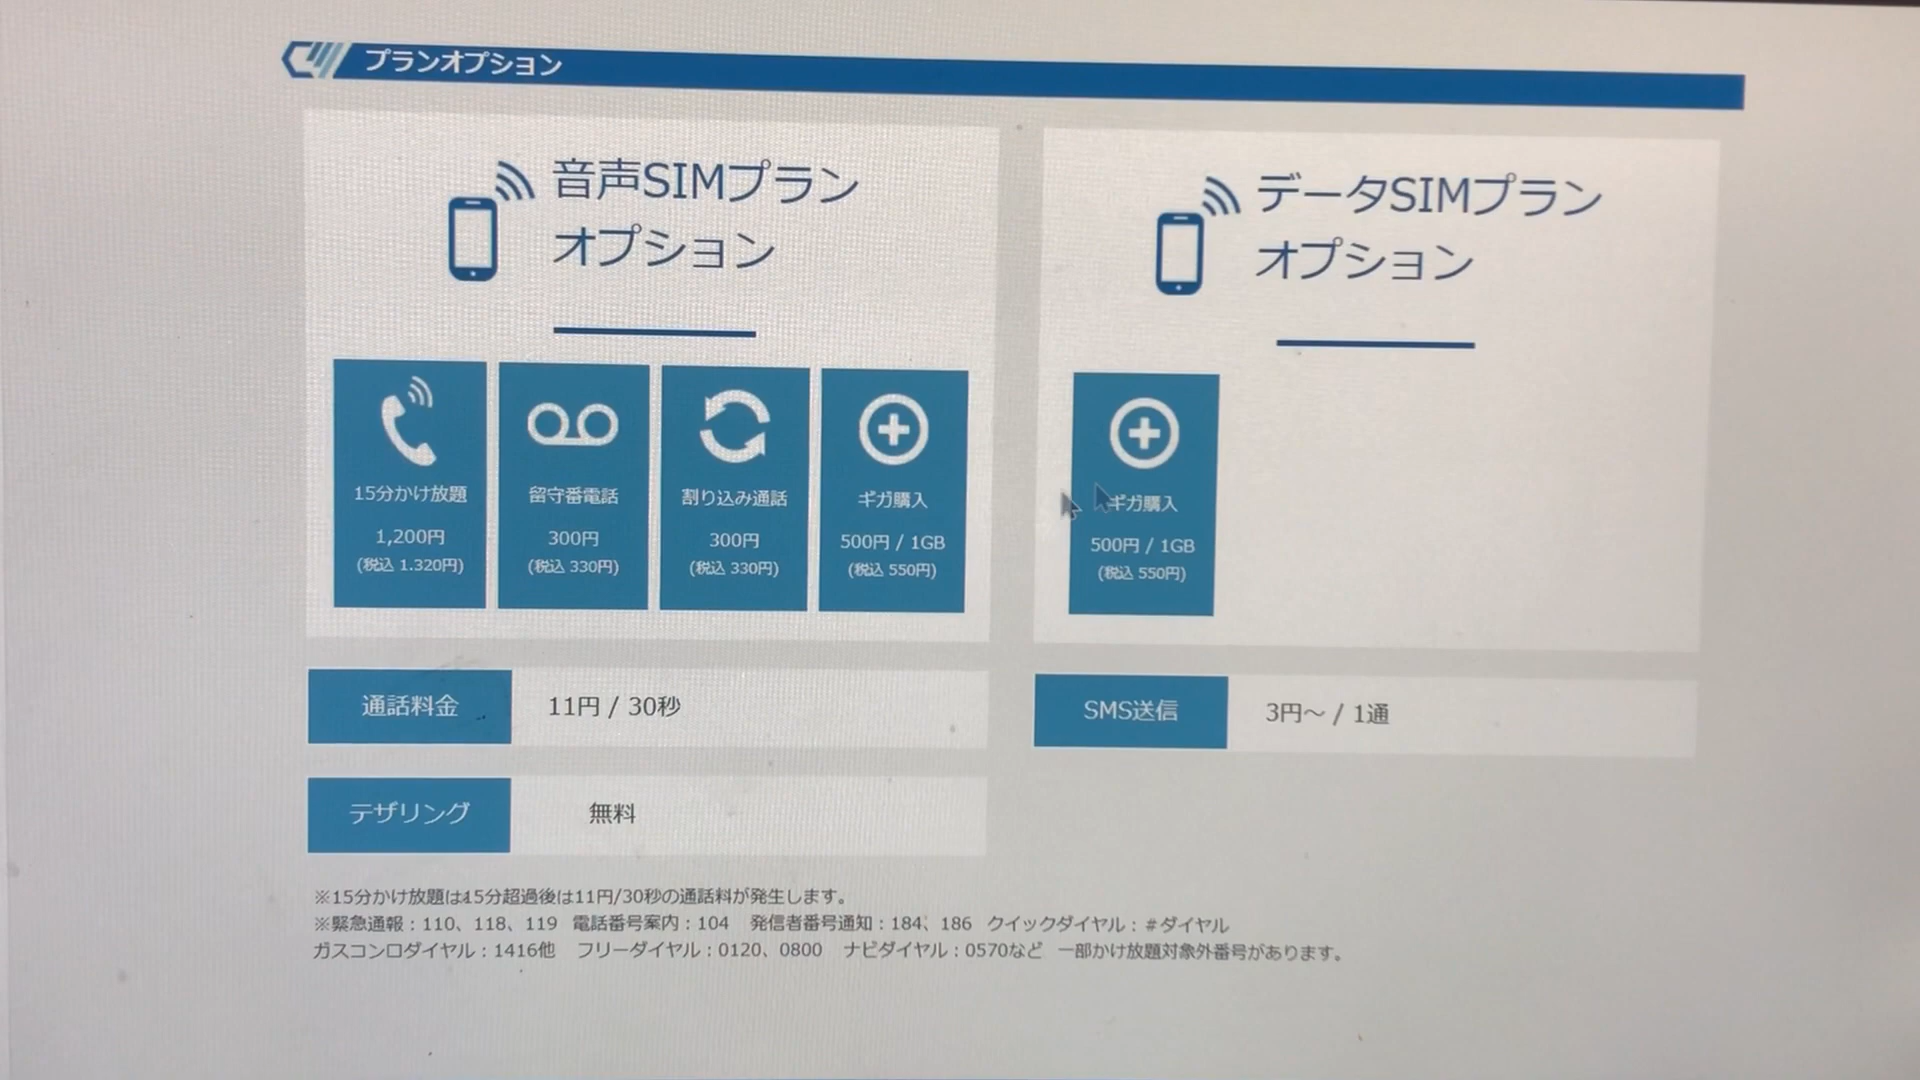 プランオプション
音声SIMプラン
オプション
15分かけ放題
1,200円
(税込 1.320円)
留守番電話
300円
(税込 330円)
割り込み通話
300円
(税込 330円)
ギガ購入
500円 / 1GB
(税込 550円)
データSIMプラン
オプション
ギガ購入
500円 / 1GB
(税込 550円)
通話料金
11円 / 30秒
SMS送信
3円～ / 1通
テザリング
無料
※15分かけ放題は15分超過後は11円/30秒の通話料が発生します。
※緊急通報：110、118、119 電話番号案内：104 発信者番号通知：184、186 クイックダイヤル：＃ダイヤル
ガスコンロダイヤル：1416他 フリーダイヤル：0120、0800 ナビダイヤル：0570など 一部かけ放題対象外番号があります。